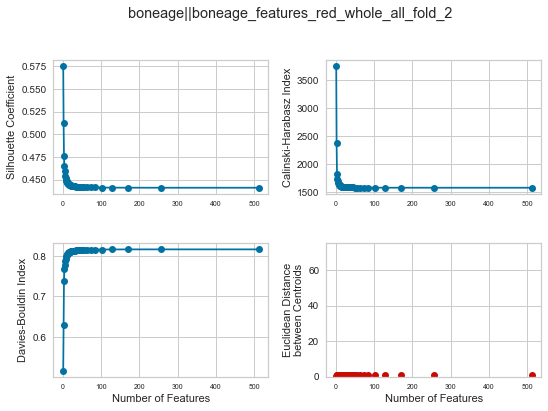 boneage||boneage_features_red_whole_all_fold_2
Silhouette Coefficient
0.575
0.550
0.525
0.500
0.475
0.450
0 100 200 300 400 500
Calinski-Harabasz Index
3500
3000
2500
2000
1500
0 100 200 300 400 500
Davies-Bouldin Index
0.8
0.7
0.6
0 100 200 300 400 500
Number of Features
Euclidean Distance
between Centroids
60
40
20
0
0 100 200 300 400 500
Number of Features